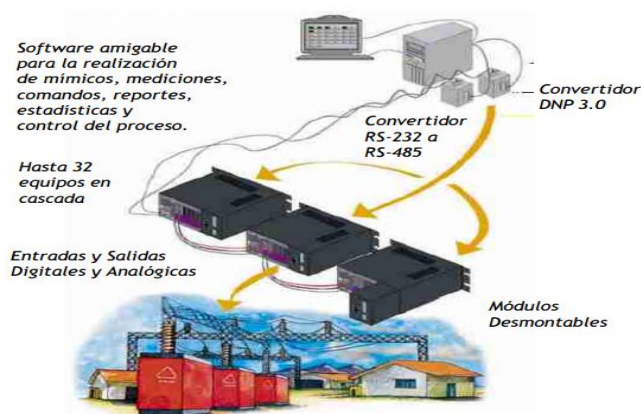 Software amigable
para la realización
de mímicos, mediciones,
comandos, reportes,
estadísticas y
control del proceso.
Convertidor
DNP 3.0
Convertidor
RS-232 a
RS-485
Hasta 32
equipos en
cascada
Entradas y Salidas
Digitales y Analógicas
Módulos
Desmontables